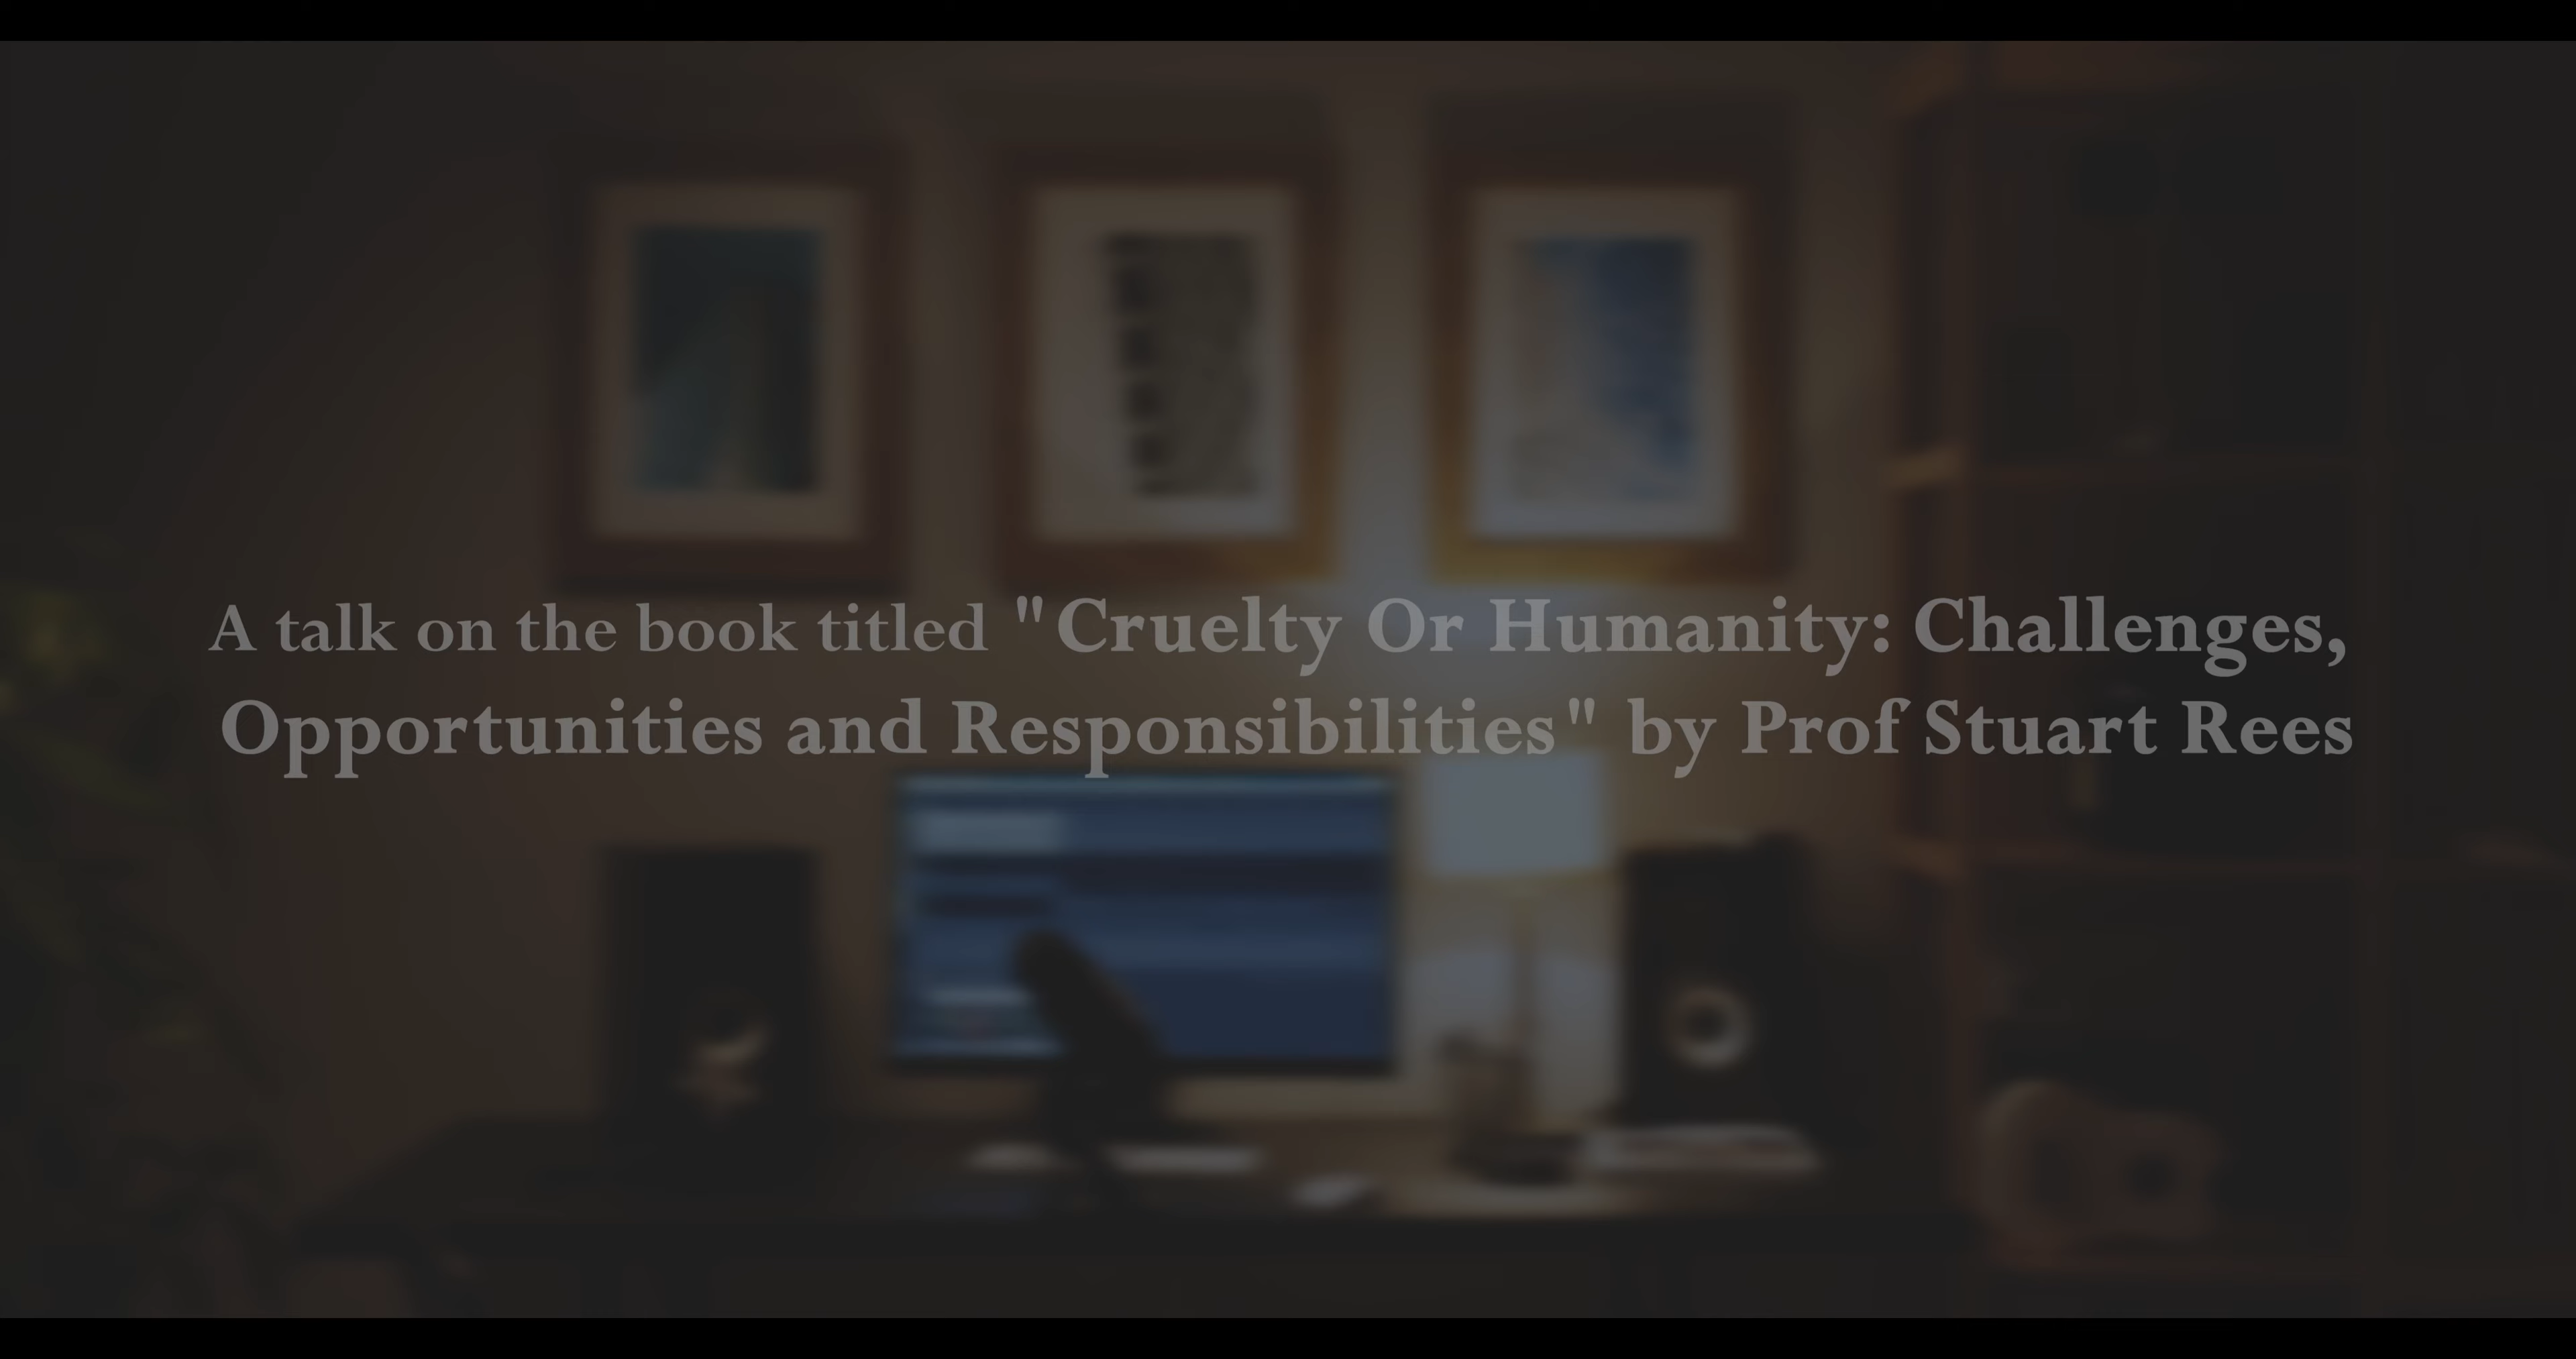 A talk on the book titled "Cruelty Or Humanity: Challenges,
Opportunities and Responsibilities" by Prof Stuart Rees